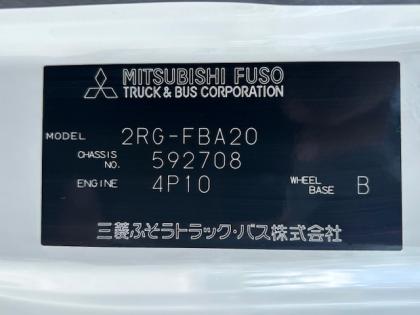 MITSUBISHI FUSO
TRUCK & BUS CORPORATION
MODEL 2RG-FBA20
CHASSIS NO. 592708
ENGINE 4P10 WHEEL BASE B
三菱ふそうトラック・バス株式会社